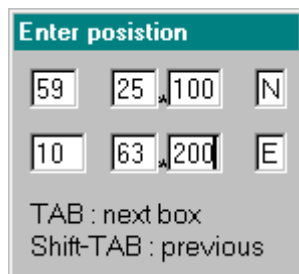 Enter posistion
59 25 * 100 N
10 63 * 200 E
TAB : next box
Shift-TAB : previous